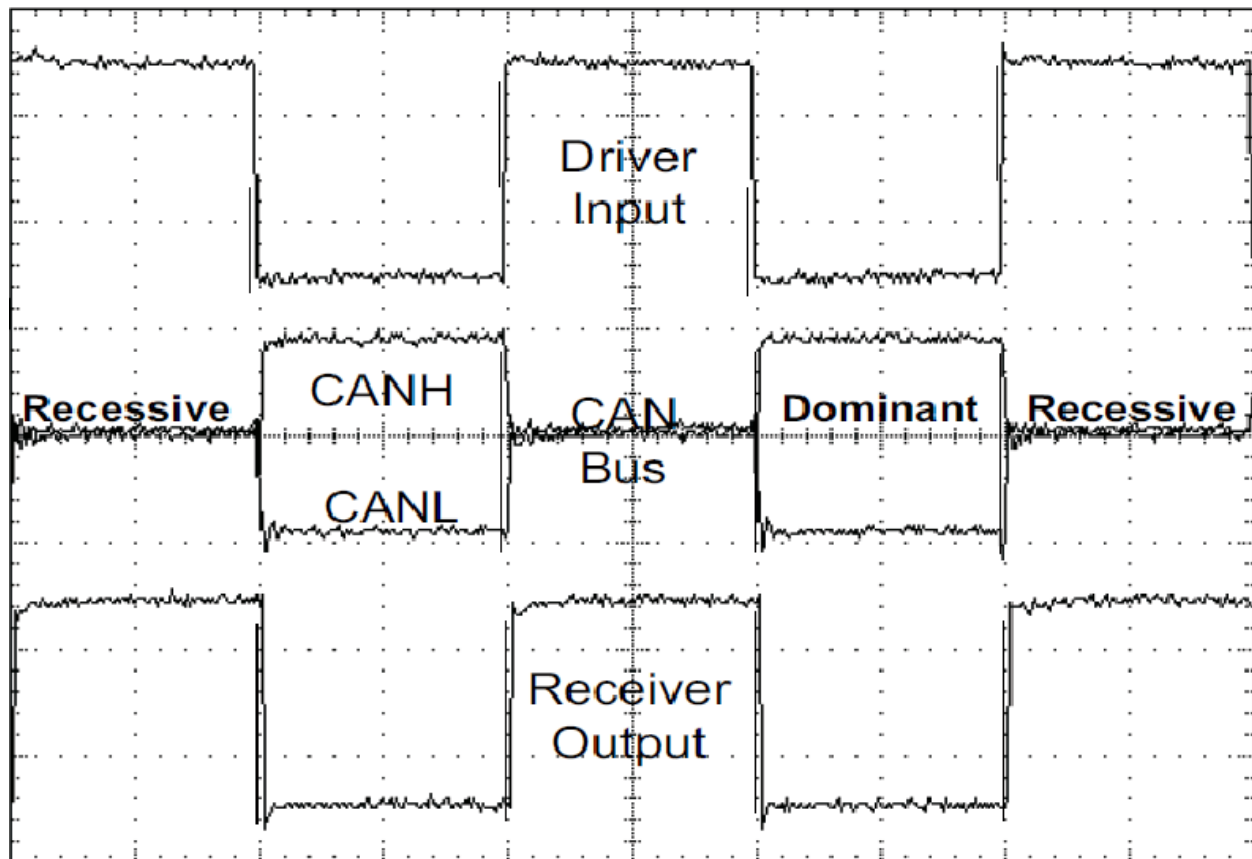 Driver
Input
CANH
Recessive
CAN
Dominant
Recessive
Bus
CANL
Receiver
Output